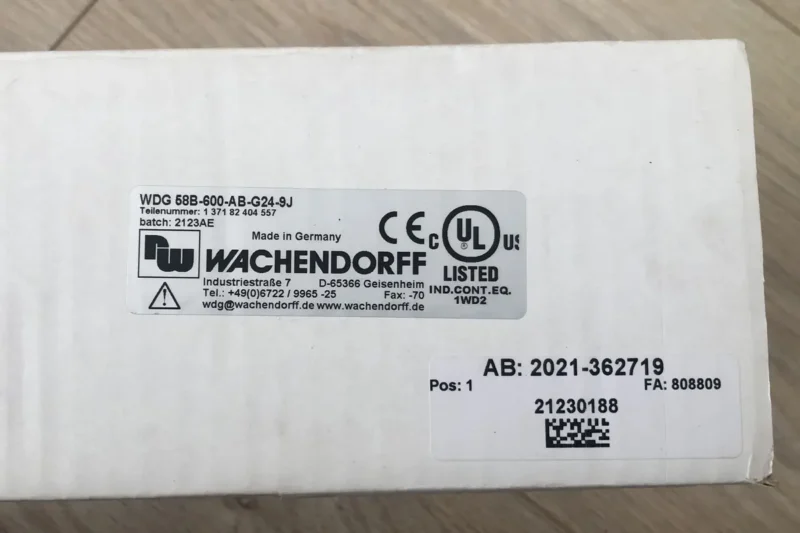 WDG 58B-600-AB-G24-9J
Teilenummer: 1 371 82 404 557
batch: 2123AE
Made in Germany
CE
C UL US
®
LISTED
IND.CONT.EQ.
1WD2
WACHENDORFF
Industriestraße 7 D-65366 Geisenheim
Tel.: +49(0)6722 / 9965 -25 Fax: -70
wdg@wachendorff.de www.wachendorff.de
AB: 2021-362719
Pos: 1 FA: 808809
21230188